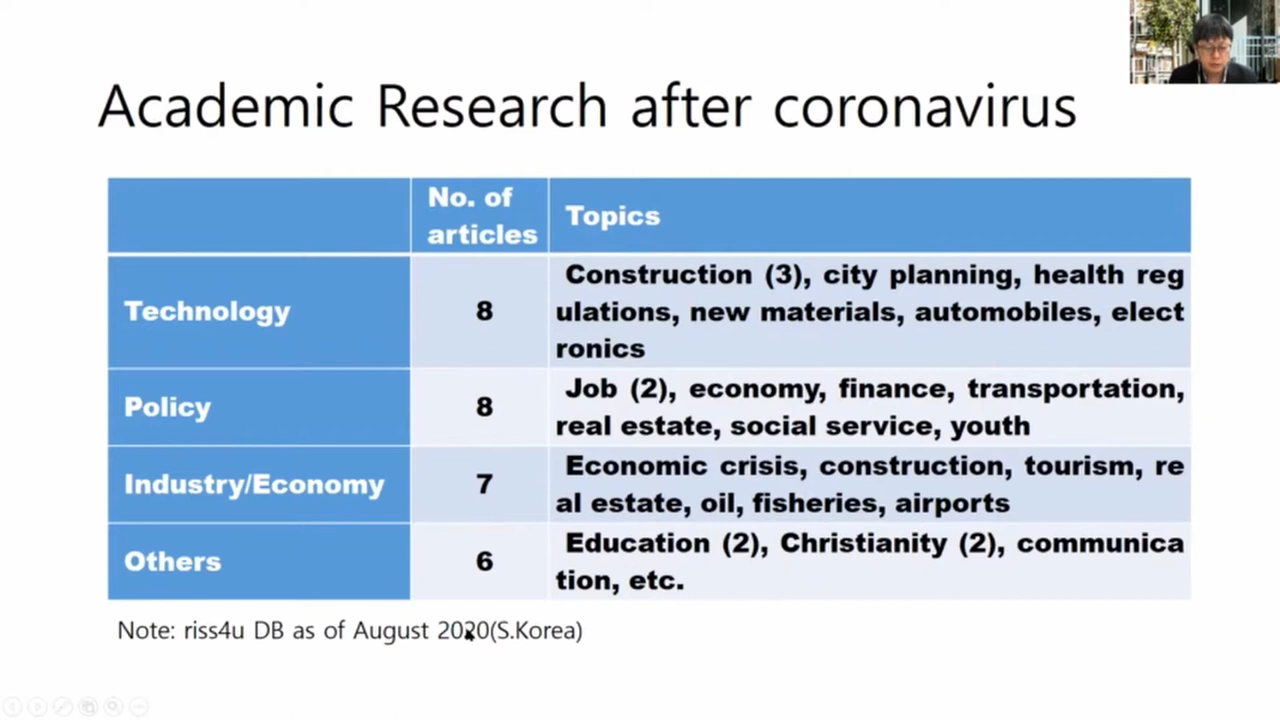 Academic Research after coronavirus
No. of
articles
Topics
Technology
8
Construction (3), city planning, health reg
ulations, new materials, automobiles, elect
ronics
Policy
8
Job (2), economy, finance, transportation,
real estate, social service, youth
Industry/Economy
7
Economic crisis, construction, tourism, re
al estate, oil, fisheries, airports
Others
6
Education (2), Christianity (2), communica
tion, etc.
Note: riss4u DB as of August 2020(S.Korea)